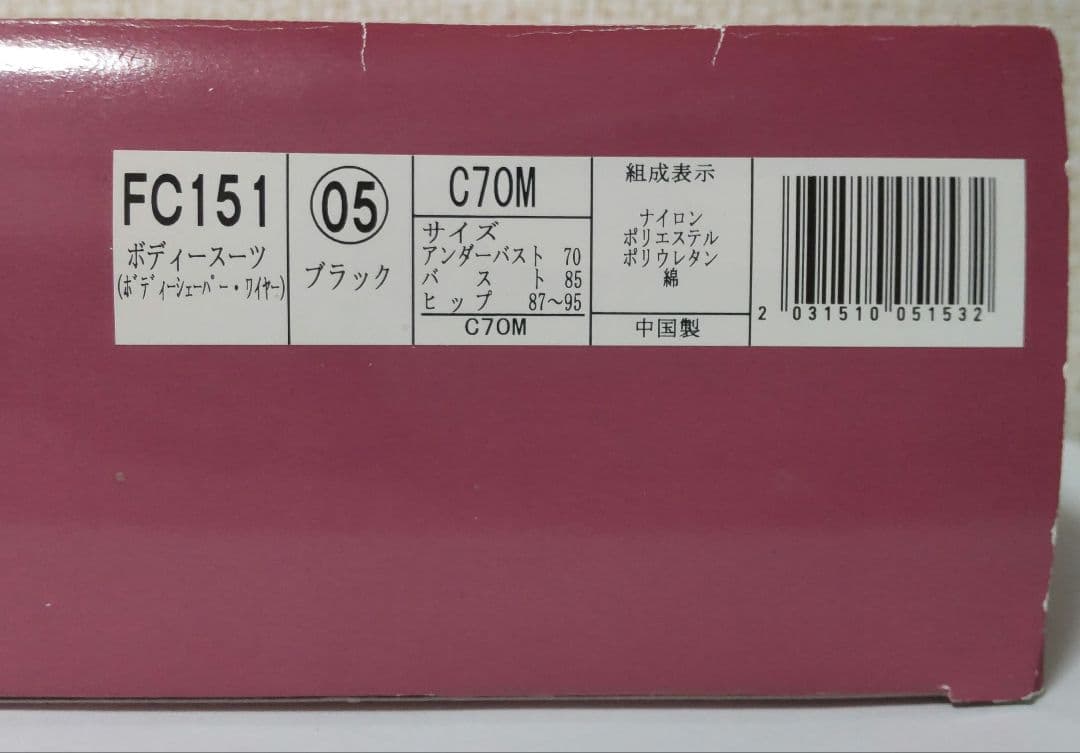 FC151
ボディースーツ
(ボディーシェーパー・ワイヤー)
05
ブラック
C70M
サイズ
アンダーバスト 70
バスト 85
ヒップ 87～95
C70M
組成表示
ナイロン
ポリエステル
ポリウレタン
綿
中国製
2 031510 051532